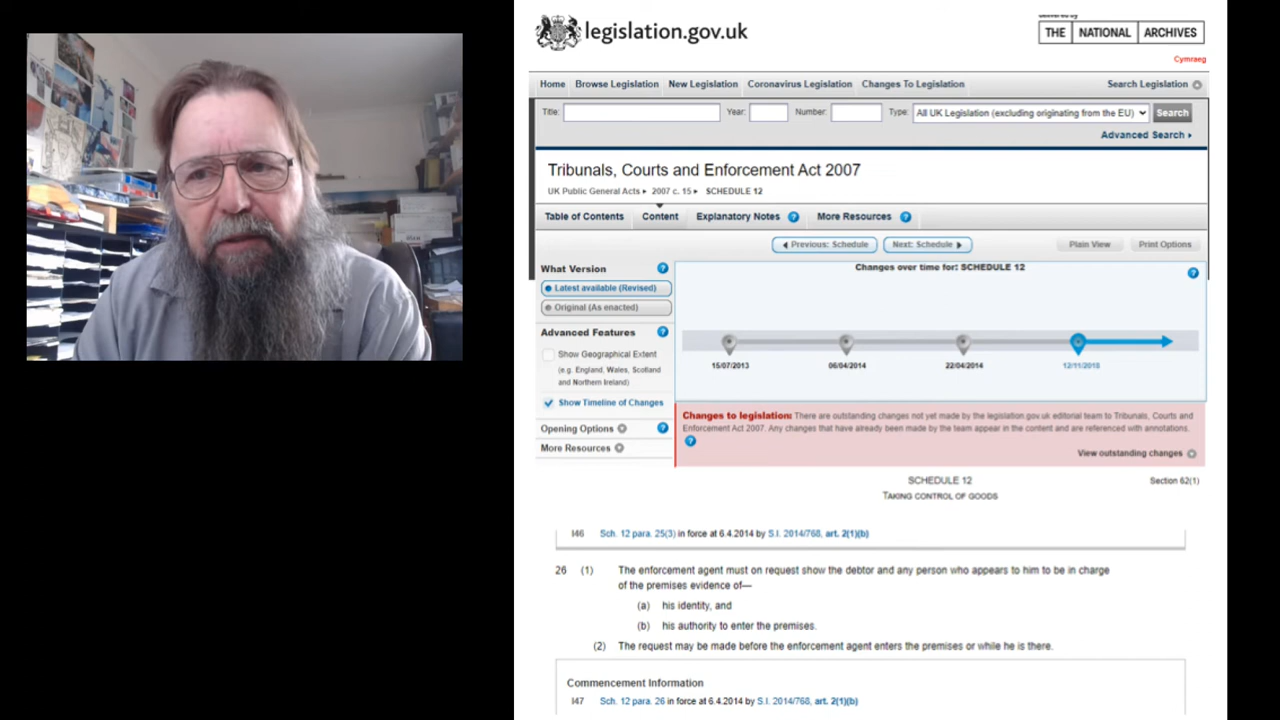 legislation.gov.uk
delivered by
THE NATIONAL ARCHIVES
Cymraeg
Home Browse Legislation New Legislation Coronavirus Legislation Changes To Legislation Search Legislation
Title: Year: Number: Type: All UK Legislation (excluding originating from the EU) Search
Advanced Search
Tribunals, Courts and Enforcement Act 2007
UK Public General Acts 2007 c. 15 SCHEDULE 12
Table of Contents Content Explanatory Notes ? More Resources ?
Previous: Schedule Next: Schedule Plain View Print Options
What Version ?
Latest available (Revised)
Original (As enacted)
Advanced Features ?
Show Geographical Extent
(e.g. England, Wales, Scotland
and Northern Ireland)
Show Timeline of Changes
Opening Options ?
More Resources
Changes over time for: SCHEDULE 12
?
15/07/2013 06/04/2014 22/04/2014 12/11/2018
Changes to legislation: There are outstanding changes not yet made by the legislation.gov.uk editorial team to Tribunals, Courts and
Enforcement Act 2007. Any changes that have already been made by the team appear in the content and are referenced with annotations.
?
View outstanding changes
SCHEDULE 12 Section 62(1)
TAKING CONTROL OF GOODS
I46 Sch. 12 para. 25(3) in force at 6.4.2014 by S.I. 2014/768, art. 2(1)(b)
26 (1) The enforcement agent must on request show the debtor and any person who appears to him to be in charge
of the premises evidence of—
(a) his identity, and
(b) his authority to enter the premises.
(2) The request may be made before the enforcement agent enters the premises or while he is there.
Commencement Information
I47 Sch. 12 para. 26 in force at 6.4.2014 by S.I. 2014/768, art. 2(1)(b)